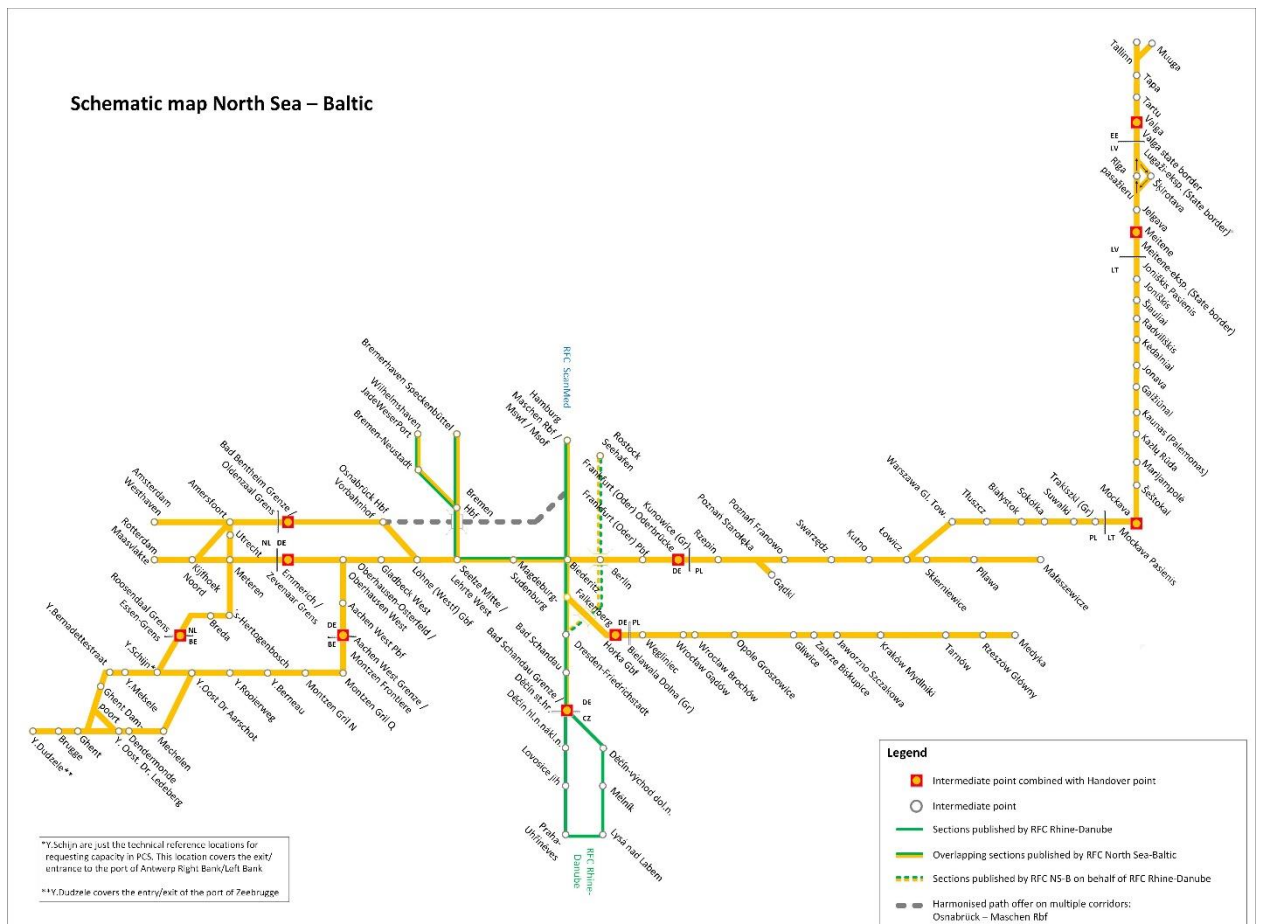 Schematic map North Sea – Baltic
Tallinn
Muuga
Tapa
Tartu
Valga
EE
LV
Valga state border
Lugaži-eksp. (State border)
Riga
pasažieru
Šķirotava
Jelgava
Meitene
LV
LT
Meitene-eksp. (State border)
Joniškis Pasienis
Joniškis
Šiauliai
Radviliškis
Kėdainiai
Jonava
Gaižiūnai
Kaunas (Palemonas)
Kazlų Rūda
Marijampolė
Šeštokai
Mockava
Mockava Pasienis
PL
LT
Trakiszki (Gr)
Suwałki
Sokółka
Białystok
Tłuszcz
Warszawa Gł. Tow.
RFC ScanMed
Hamburg
Maschen Rbf /
Mswf / Msof
Rostock
Seehafen
Bremerhaven Speckenbüttel
Wilhelmshaven
JadeWeserPort
Bremen-Neustadt
Bremen
Hbf
Osnabrück Hbf
Vorbahnhof
Bad Bentheim Grenze /
Oldenzaal Grens
Amersfoort
Amsterdam
Westhaven
NL
DE
Rotterdam
Maasvlakte
Kijfhoek
Noord
Utrecht
Meteren
Emmerich /
Zevenaar Grens
Oberhausen-Osterfeld /
Oberhausen West
Gladbeck West
Löhne (Westf) Gbf
Seelze Mitte /
Lehrte West
Magdeburg-
Sudenburg
Biederitz
Berlin
Frankfurt (Oder) Pbf
Frankfurt (Oder) Oderbrücke
Kunowice (Gr)
DE
PL
Rzepin
Poznań Starołęka
Poznań Franowo
Gądki
Swarzędz
Kutno
Łowicz
Skierniewice
Pilawa
Małaszewicze
Roosendaal Grens
Essen-Grens
NL
BE
Breda
's-Hertogenbosch
Aachen West Pbf
DE
BE
Aachen West Grenze /
Montzen Frontiere
Falkenberg
DE
PL
Horka Gbf
Bielawa Dolna (Gr)
Węgliniec
Wrocław Gądów
Wrocław Brochów
Opole Groszowice
Gliwice
Zabrze Biskupice
Jaworzno Szczakowa
Kraków Mydlniki
Tarnów
Rzeszów Główny
Medyka
Y.Bernadettestraat
Y.Melsele
Y.Schijn*
Y.Oost Dr Aarschot
Y.Rooierweg
Y.Berneau
Montzen Gril N
Montzen Gril Q
Ghent Dam-
poort
Y.Dudzele**
Brugge
Ghent
Y. Oost. Dr. Ledeberg
Dendermonde
Mechelen
Bad Schandau
Dresden-Friedrichstadt
Bad Schandau Grenze /
Děčín st.hr.
DE
CZ
Děčín hl.n.nákl.n.
Děčín-východ dol.n.
Lovosice jih
Mělník
Praha-
Uhříněves
Lysa nad Labem
RFC Rhine-
Danube
*Y.Schijn are just the technical reference locations for
requesting capacity in PCS. This location covers the exit/
entrance to the port of Antwerp Right Bank/Left Bank
**Y.Dudzele covers the entry/exit of the port of Zeebrugge
Legend
Intermediate point combined with Handover point
Intermediate point
Sections published by RFC Rhine-Danube
Overlapping sections published by RFC North Sea-Baltic
Sections published by RFC NS-B on behalf of RFC Rhine-Danube
Harmonised path offer on multiple corridors:
Osnabrück – Maschen Rbf